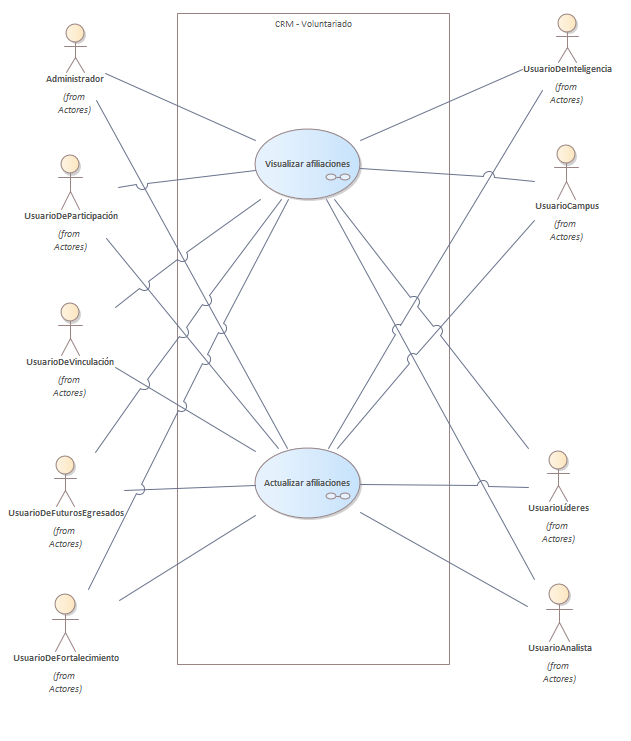 CRM - Voluntariado
Administrador
(from
Actores)
UsuarioDeParticipación
(from
Actores)
UsuarioDeVinculación
(from
Actores)
UsuarioDeFuturosEgresados
(from
Actores)
UsuarioDeFortalecimiento
(from
Actores)
Visualizar afiliaciones
Actualizar afiliaciones
UsuarioDeInteligencia
(from
Actores)
UsuarioCampus
(from
Actores)
UsuarioLíderes
(from
Actores)
UsuarioAnalista
(from
Actores)